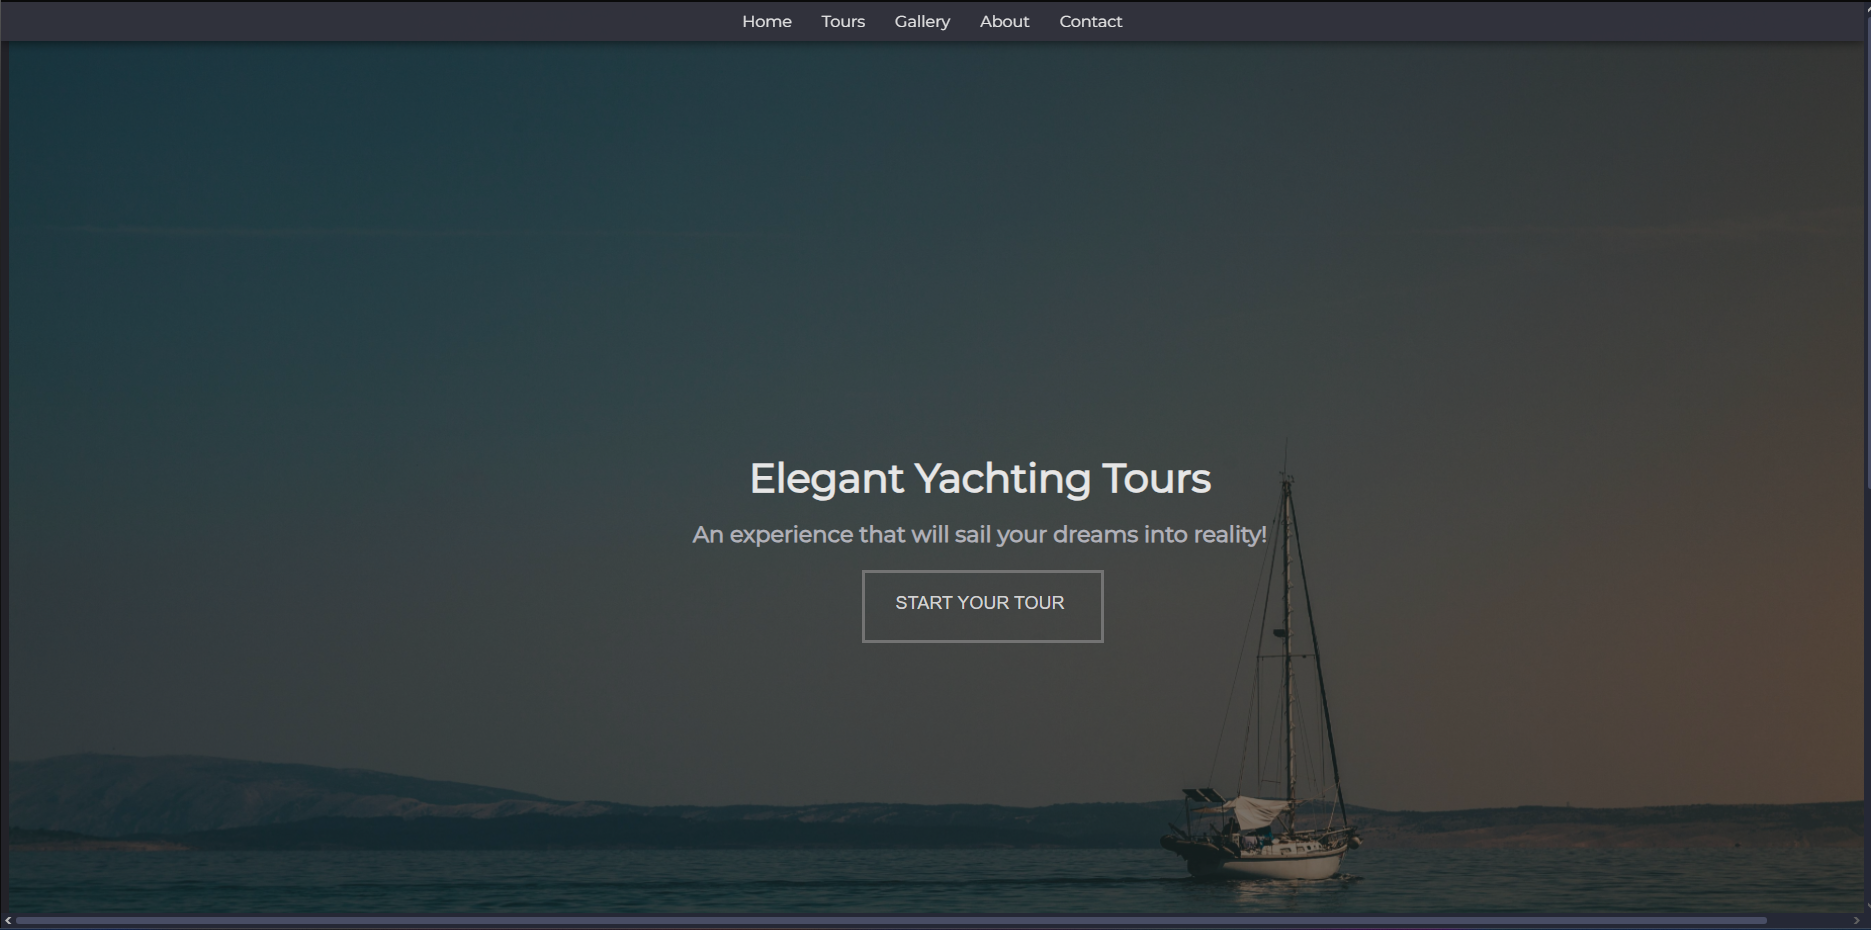 Home Tours Gallery About Contact
Elegant Yachting Tours
An experience that will sail your dreams into reality!
START YOUR TOUR